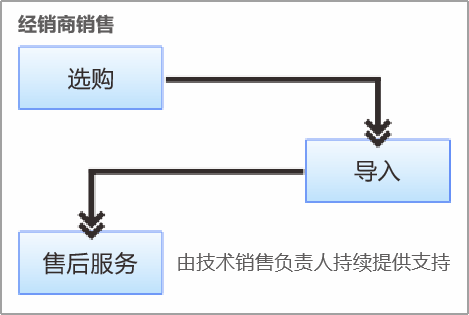 经销商销售
选购
导入
售后服务
由技术销售负责人持续提供支持